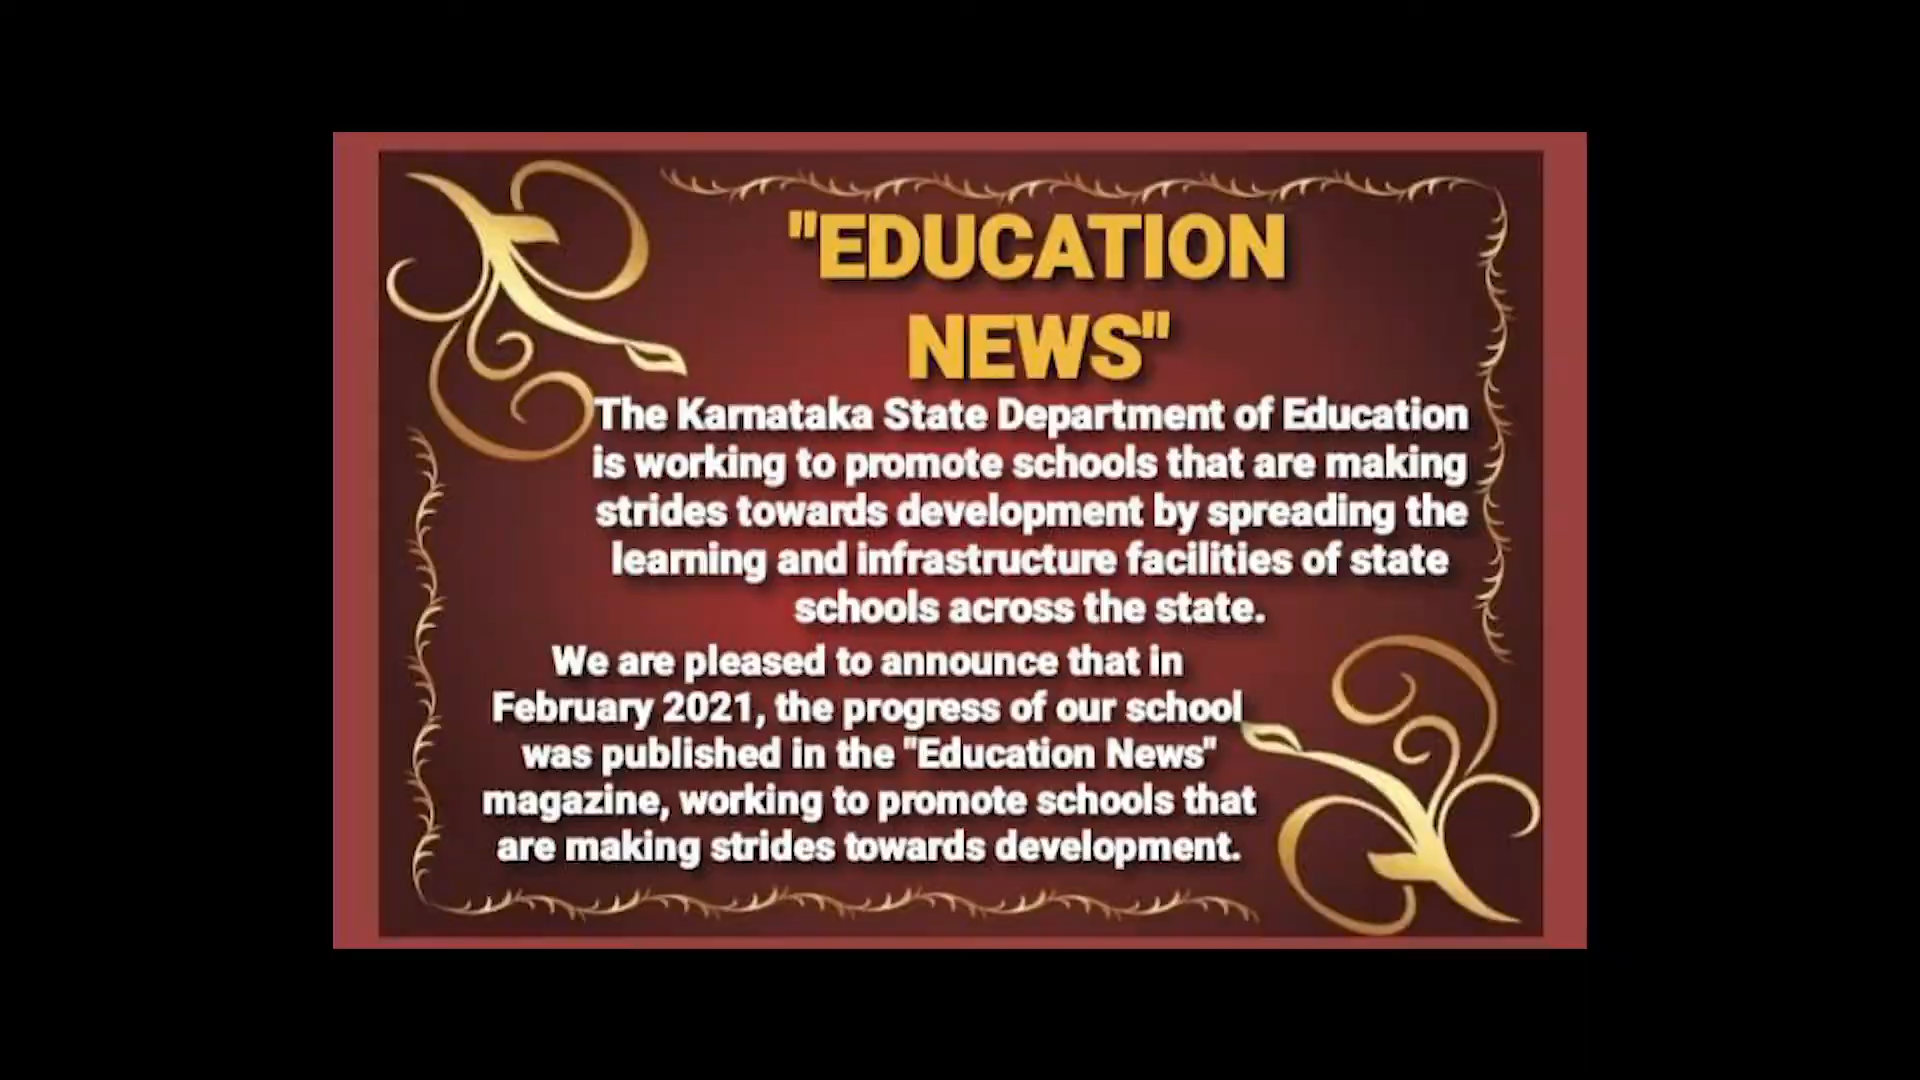 "EDUCATION
NEWS"
The Karnataka State Department of Education
is working to promote schools that are making
strides towards development by spreading the
learning and infrastructure facilities of state
schools across the state.
We are pleased to announce that in
February 2021, the progress of our school
was published in the "Education News"
magazine, working to promote schools that
are making strides towards development.